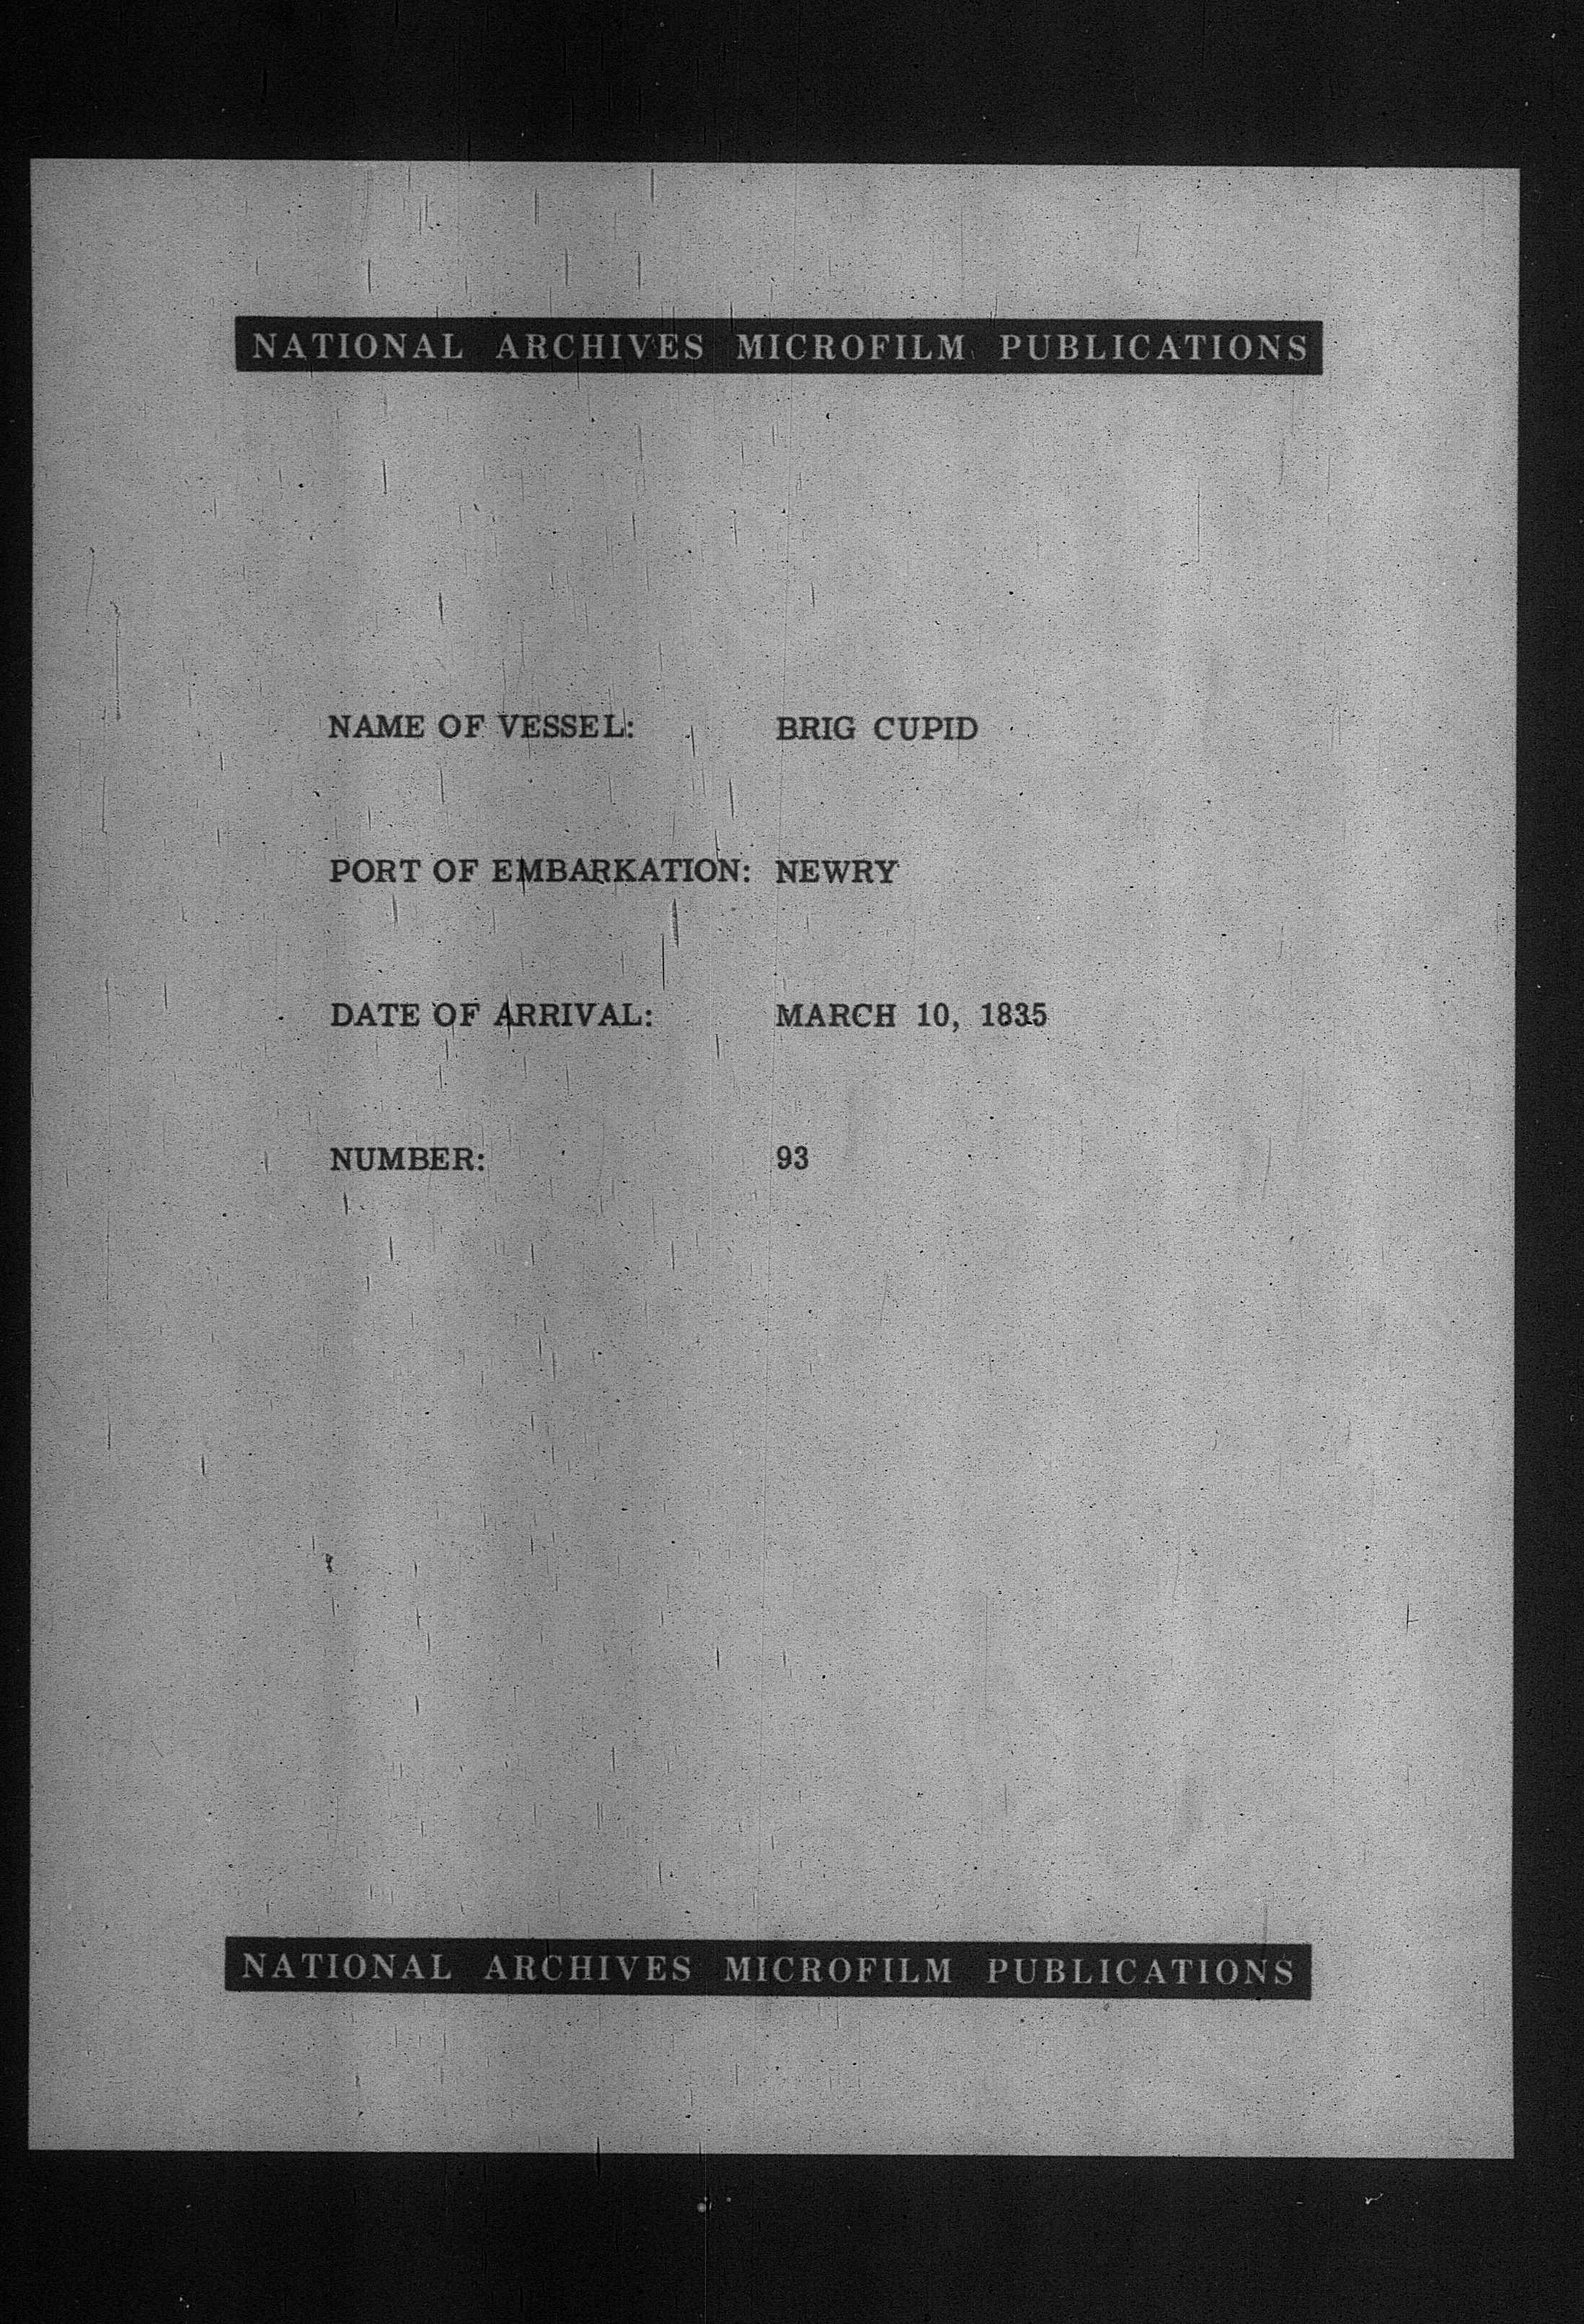 NATIONAL ARCHIVES MICROFILM PUBLICATIONS
NAME OF VESSEL: BRIG CUPID
PORT OF EMBARKATION: NEWRY
DATE OF ARRIVAL: MARCH 10, 1835
NUMBER: 93
NATIONAL ARCHIVES MICROFILM PUBLICATIONS